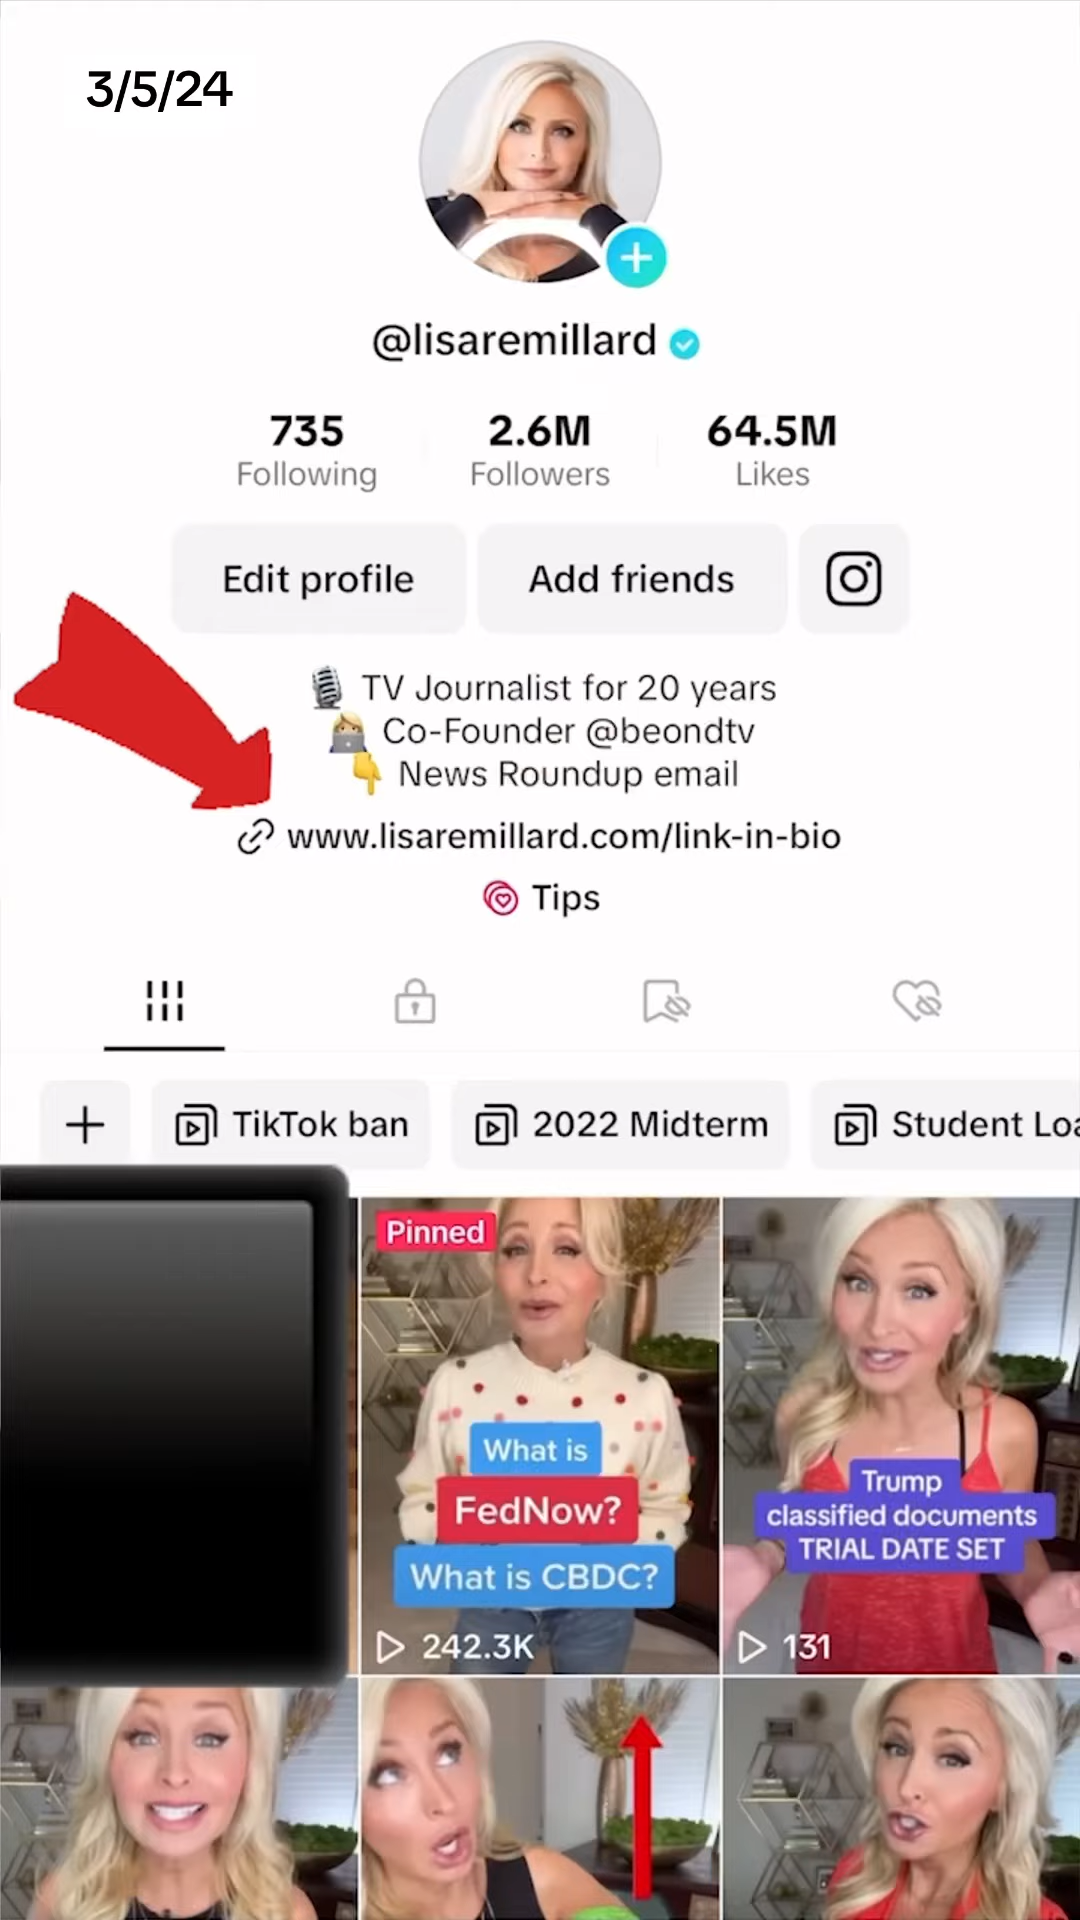 3/5/24
@lisaremillard
735 2.6M 64.5M
Following Followers Likes
Edit profile Add friends
TV Journalist for 20 years
Co-Founder @beondtv
News Roundup email
www.lisaremillard.com/link-in-bio
Tips
TikTok ban 2022 Midterm Student Loa
Pinned
What is
FedNow?
What is CBDC?
242.3K
Trump
classified documents
TRIAL DATE SET
131